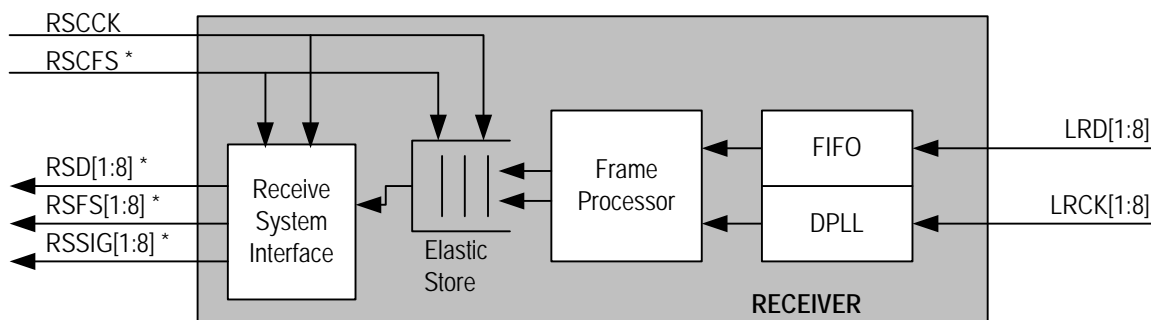 RSCCK
RSCFS *
RSD[1:8] *
RSFS[1:8] *
RSSIG[1:8] *
Receive
System
Interface
Elastic
Store
Frame
Processor
FIFO
DPLL
LRD[1:8]
LRCK[1:8]
RECEIVER